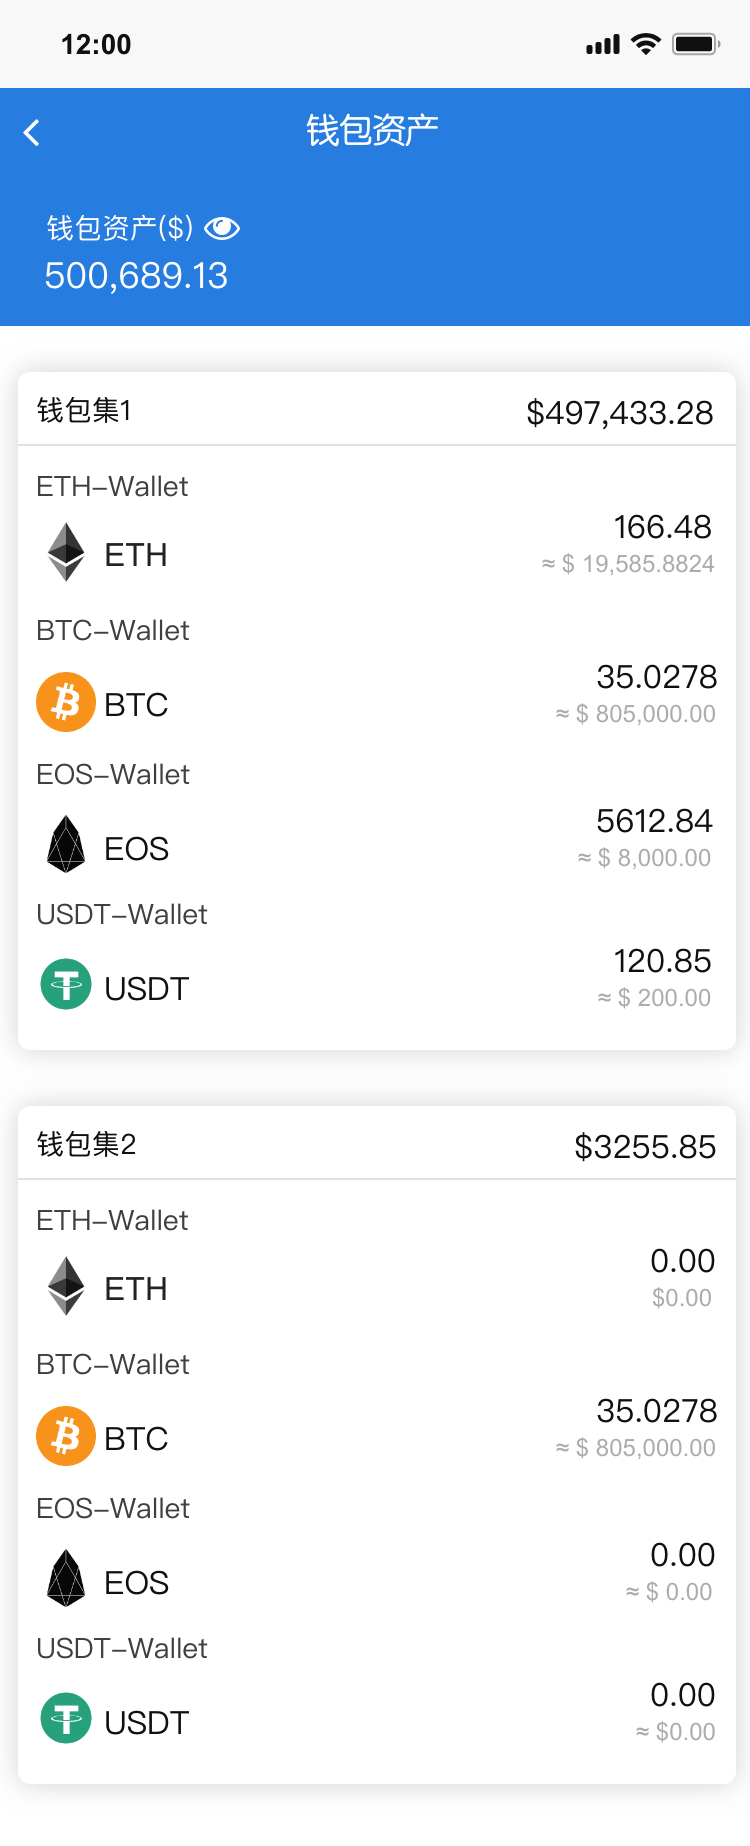 12:00
钱包资产
钱包资产($)
500,689.13
钱包集1
$497,433.28
ETH–Wallet
ETH
166.48
≈ $ 19,585.8824
BTC–Wallet
BTC
35.0278
≈ $ 805,000.00
EOS–Wallet
EOS
5612.84
≈ $ 8,000.00
USDT–Wallet
USDT
120.85
≈ $ 200.00
钱包集2
$3255.85
ETH–Wallet
ETH
0.00
$0.00
BTC–Wallet
BTC
35.0278
≈ $ 805,000.00
EOS–Wallet
EOS
0.00
≈ $ 0.00
USDT–Wallet
USDT
0.00
≈ $0.00